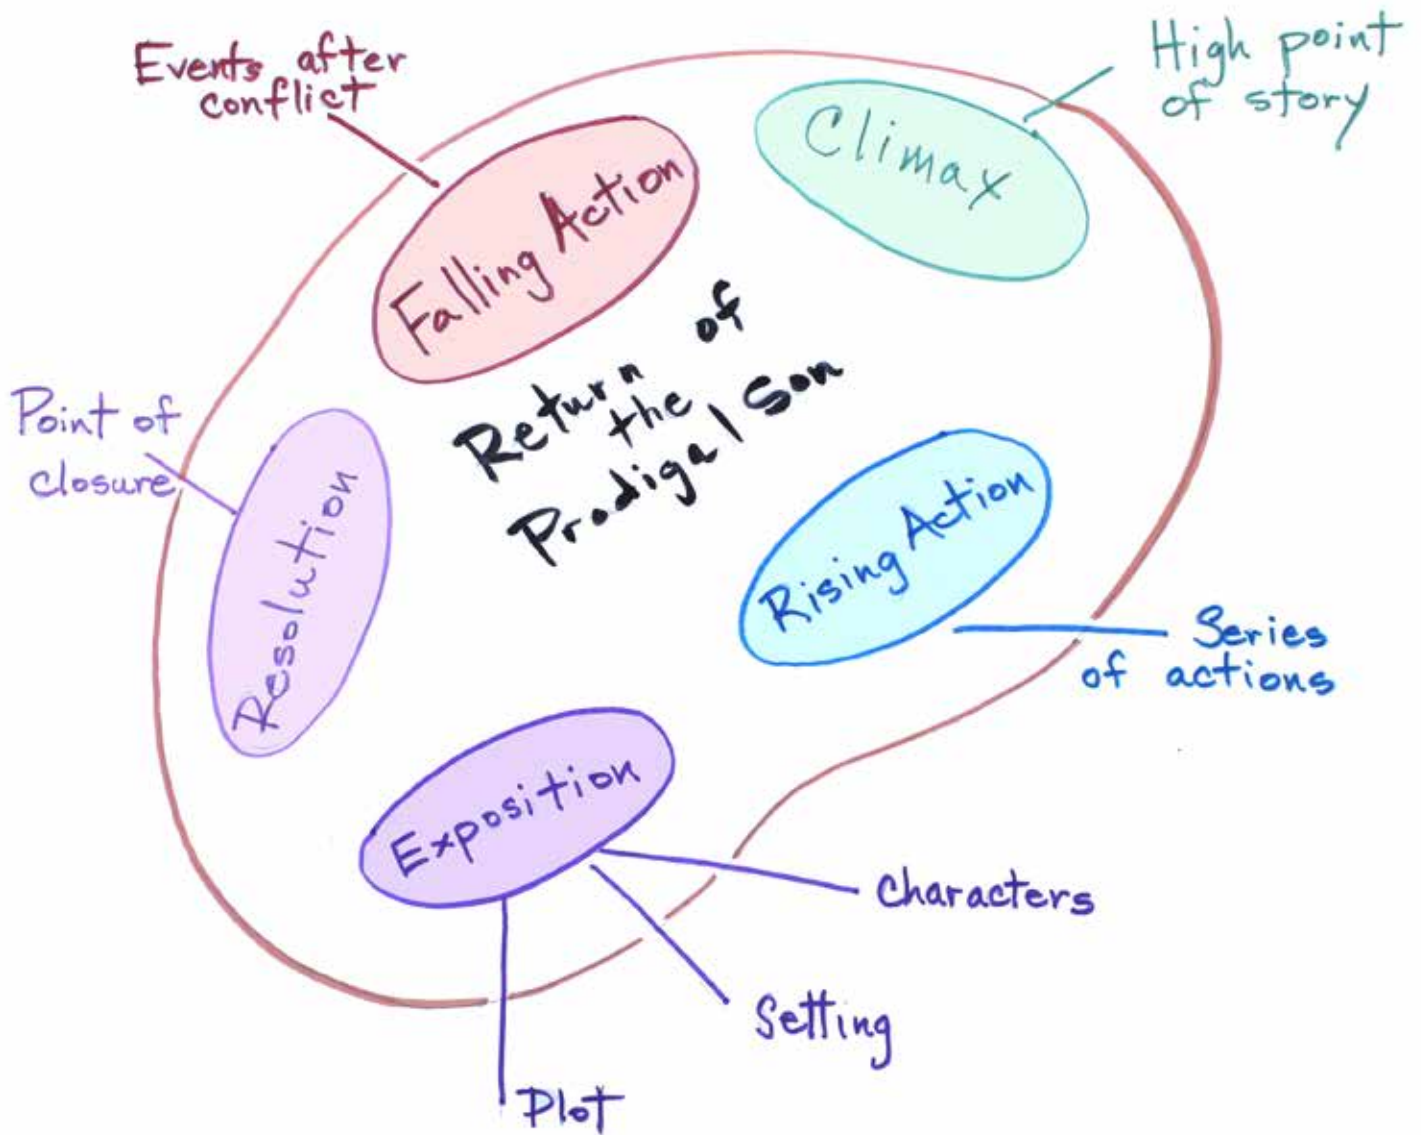 Events after
conflict
High point
of story
Climax
Falling Action
Return of
the
Prodigal Son
Point of
closure
Resolution
Rising Action
Series
of actions
Exposition
Characters
Setting
Plot